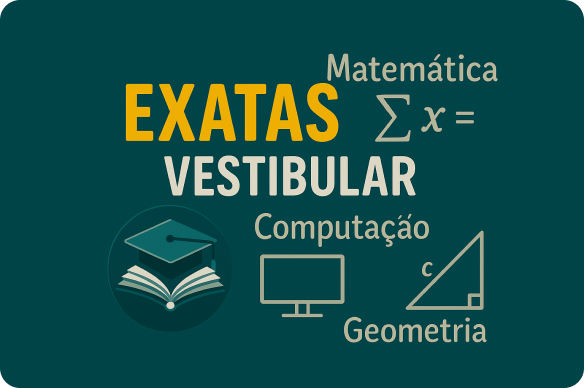 Matemática
EXATAS
∑ x =
VESTIBULAR
Computação
c
Geometria